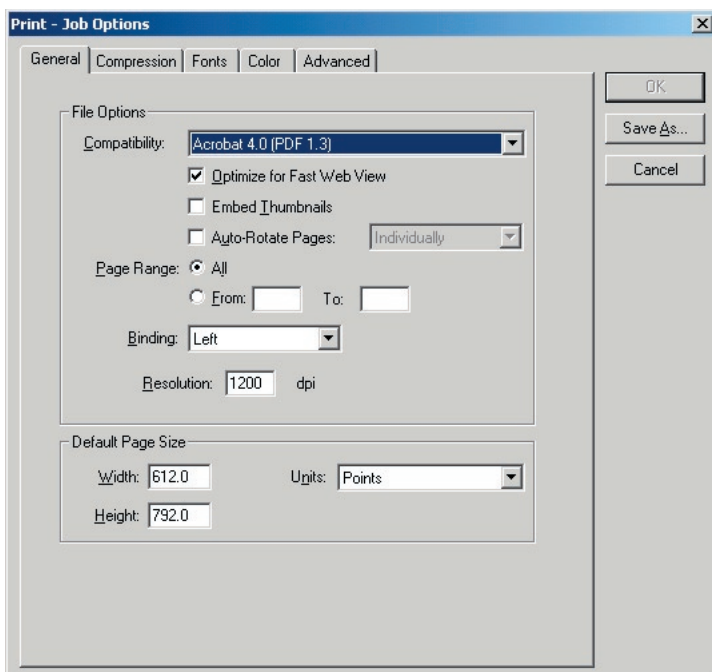 Print - Job Options
General Compression Fonts Color Advanced
OK
Save As...
Cancel
File Options
Compatibility: Acrobat 4.0 (PDF 1.3)
Optimize for Fast Web View
Embed Thumbnails
Auto-Rotate Pages: Individually
Page Range: All
From: To:
Binding: Left
Resolution: 1200 dpi
Default Page Size
Width: 612.0 Units: Points
Height: 792.0